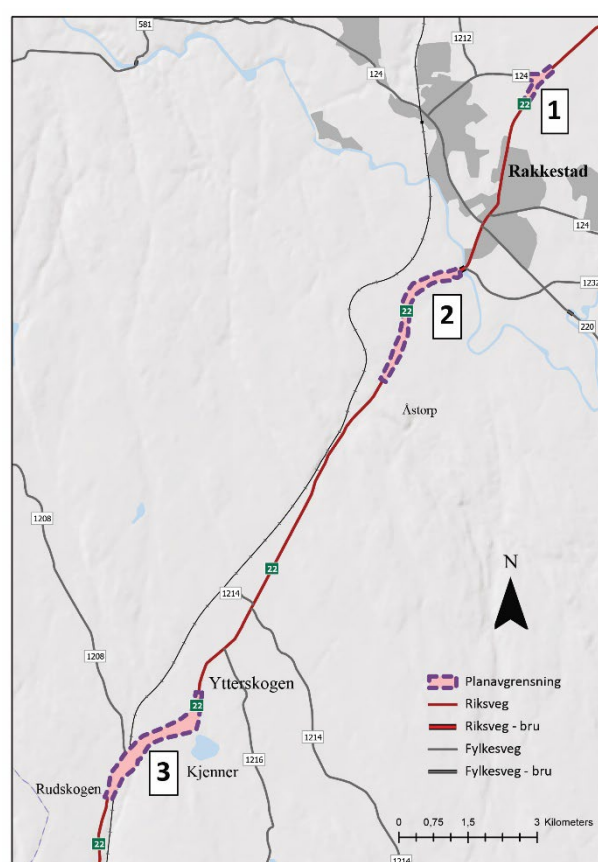 581
1212
124
124
22
1
Rakkestad
124
1232
22
2
220
Åstorp
1208
22
1214
N
1208
Ytterskogen
22
1214
3
Kjenner
1216
Rudskogen
22
1214
Planavgrensning
Riksveg
Riksveg - bru
Fylkesveg
Fylkesveg - bru
0 0,75 1,5 3 Kilometers